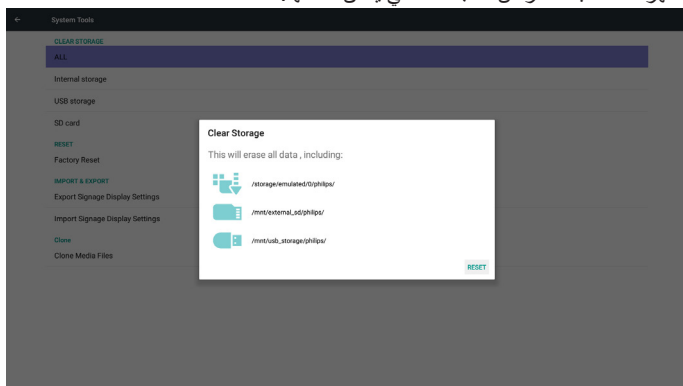 System Tools
CLEAR STORAGE
ALL
Internal storage
USB storage
SD card
RESET
Factory Reset
IMPORT & EXPORT
Export Signage Display Settings
Import Signage Display Settings
Clone
Clone Media Files
Clear Storage
This will erase all data , including:
/storage/emulated/0/philips/
/mnt/external_sd/philips/
/mnt/usb_storage/philips/
RESET